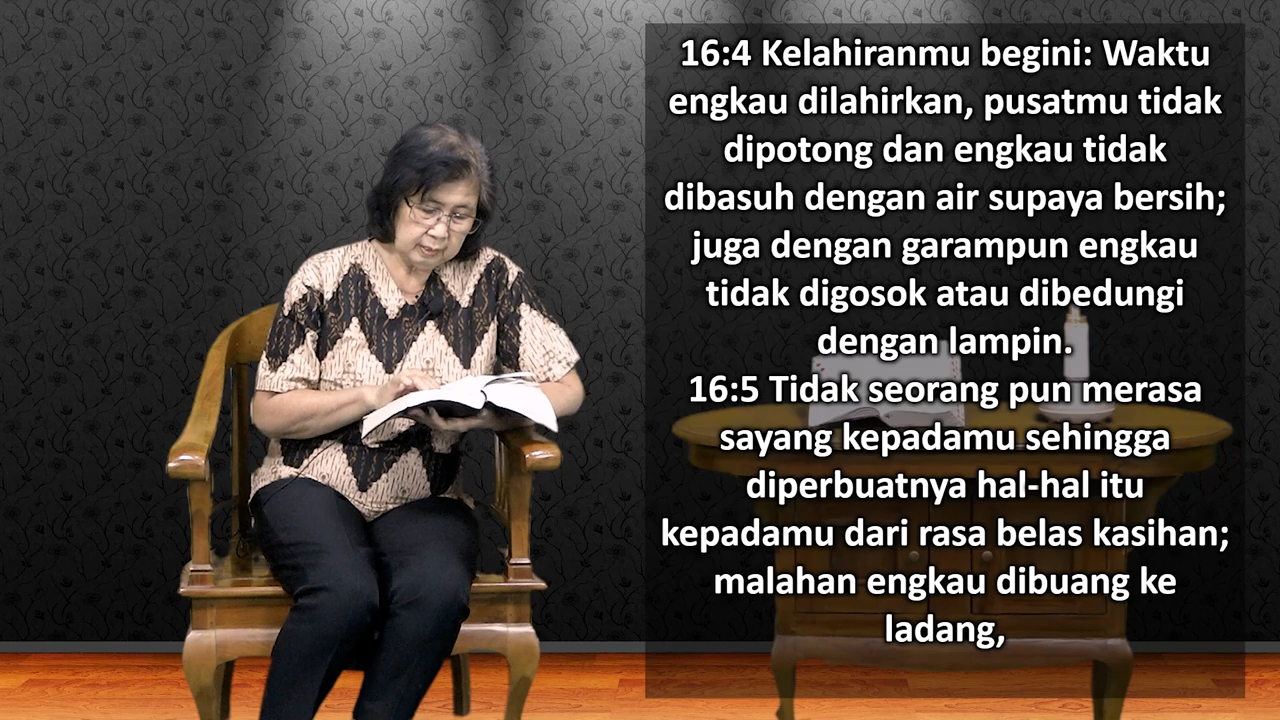 16:4 Kelahiranmu begini: Waktu
engkau dilahirkan, pusatmu tidak
dipotong dan engkau tidak
dibasuh dengan air supaya bersih;
juga dengan garampun engkau
tidak digosok atau dibedungi
dengan lampin.
16:5 Tidak seorang pun merasa
sayang kepadamu sehingga
diperbuatnya hal-hal itu
kepadamu dari rasa belas kasihan;
malahan engkau dibuang ke
ladang,